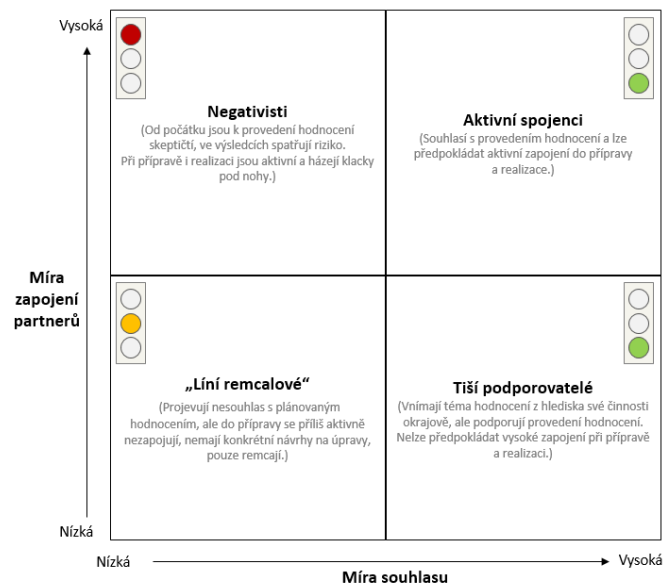 Vysoká
Negativisti
(Od počátku jsou k provedení hodnocení
skeptičtí, ve výsledcích spatřují riziko.
Při přípravě i realizaci jsou aktivní a házejí klacky
pod nohy.)
Aktivní spojenci
(Souhlasí s provedením hodnocení a lze
předpokládat aktivní zapojení do přípravy
a realizace.)
Míra
zapojení
partnerů
„Líní remcalové“
(Projevují nesouhlas s plánovaným
hodnocením, ale do přípravy se příliš aktivně
nezapojují, nemají konkrétní návrhy na úpravy,
pouze remcají.)
Tiší podporovatelé
(Vnímají téma hodnocení z hlediska své činnosti
okrajově, ale podporují provedení hodnocení.
Nelze předpokládat vysoké zapojení při přípravě
a realizaci.)
Nízká
Nízká
Vysoká
Míra souhlasu